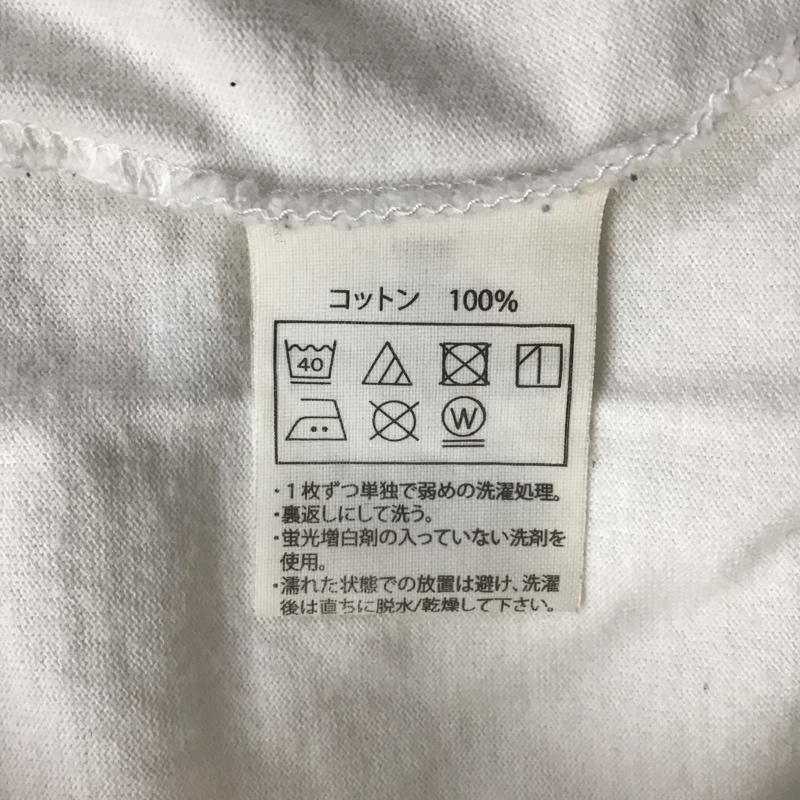 コットン 100%
40
W
・1枚ずつ単独で弱めの洗濯処理。
・裏返しにして洗う。
・蛍光増白剤の入っていない洗剤を
使用。
・濡れた状態での放置は避け、洗濯
後は直ちに脱水/乾燥して下さい。